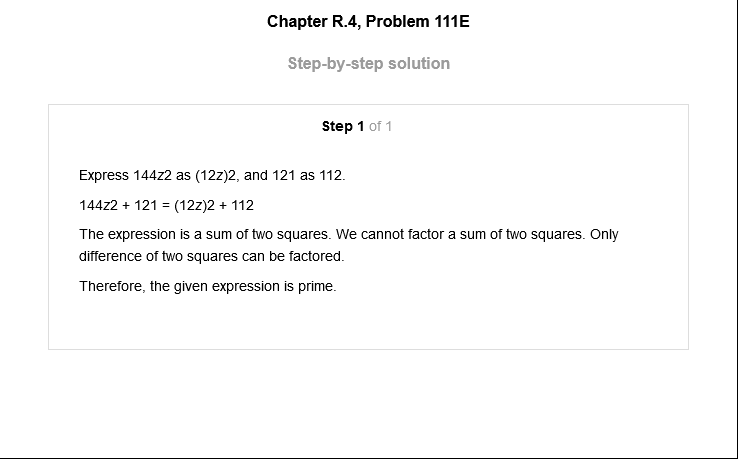 Chapter R.4, Problem 111E
Step-by-step solution
Step 1 of 1
Express 144z2 as (12z)2, and 121 as 112.
144z2 + 121 = (12z)2 + 112
The expression is a sum of two squares. We cannot factor a sum of two squares. Only
difference of two squares can be factored.
Therefore, the given expression is prime.